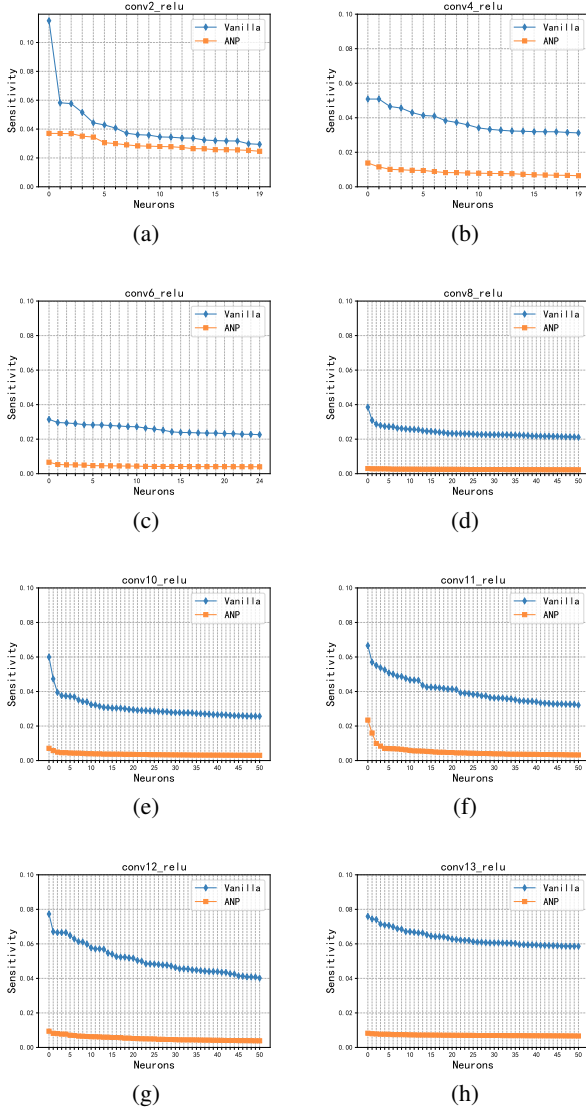 conv2_relu
Vanilla
ANP
Sensitivity
0.00
0.02
0.04
0.06
0.08
0.10
0 5 10 15 19
Neurons
(a)
conv4_relu
Vanilla
ANP
Sensitivity
0.10
0.08
0.06
0.04
0.02
0.00
0 5 10 15 19
Neurons
(b)
conv6_relu
Vanilla
ANP
Sensitivity
0.10
0.08
0.06
0.04
0.02
0.00
0 5 10 15 20 24
Neurons
(c)
conv8_relu
Vanilla
ANP
Sensitivity
0.10
0.08
0.06
0.04
0.02
0.00
0 5 10 15 20 25 30 35 40 45 50
Neurons
(d)
conv10_relu
Vanilla
ANP
Sensitivity
0.10
0.08
0.06
0.04
0.02
0.00
0 5 10 15 20 25 30 35 40 45 50
Neurons
(e)
conv11_relu
Vanilla
ANP
Sensitivity
0.10
0.08
0.06
0.04
0.02
0.00
0 5 10 15 20 25 30 35 40 45 50
Neurons
(f)
conv12_relu
Vanilla
ANP
Sensitivity
0.10
0.08
0.06
0.04
0.02
0.00
0 5 10 15 20 25 30 35 40 45 50
Neurons
(g)
conv13_relu
Vanilla
ANP
Sensitivity
0.10
0.08
0.06
0.04
0.02
0.00
0 5 10 15 20 25 30 35 40 45 50
Neurons
(h)